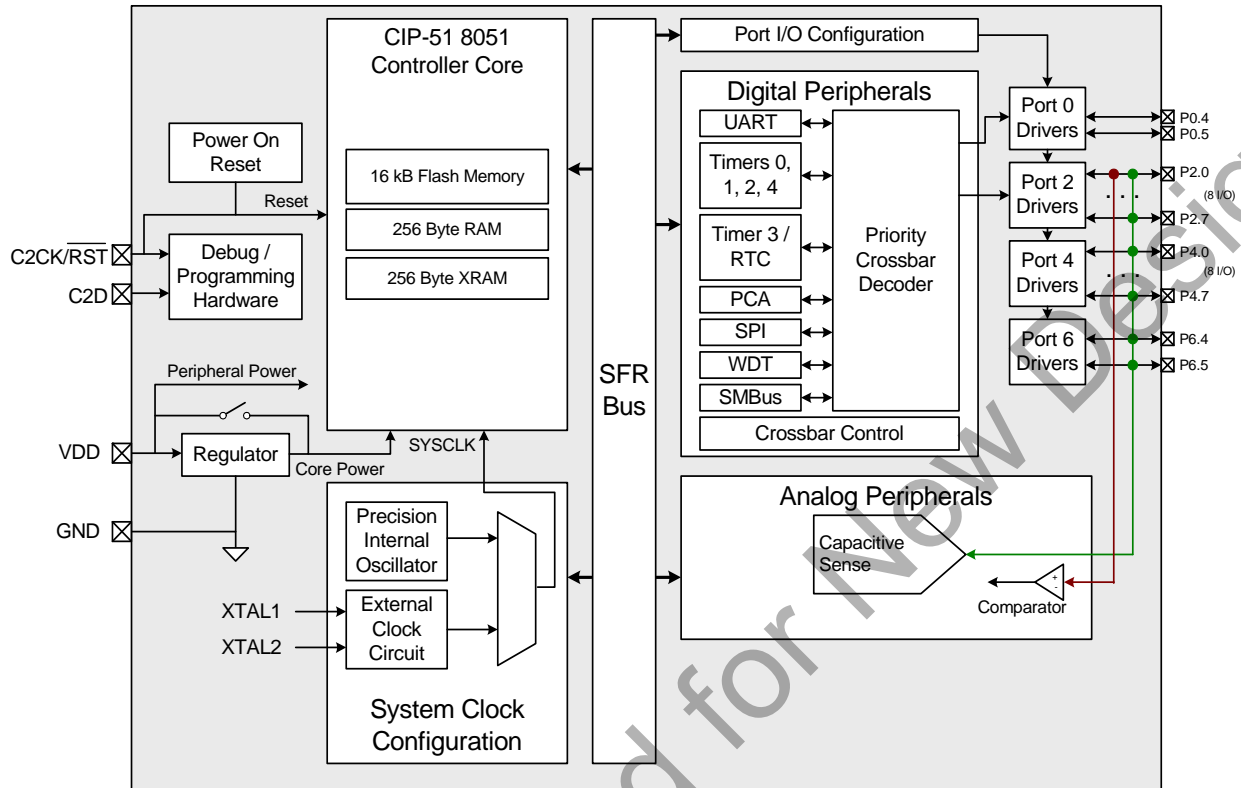 CIP-51 8051
Controller Core
16 kB Flash Memory
256 Byte RAM
256 Byte XRAM
Power On
Reset
Reset
C2CK/RST
Debug /
Programming
Hardware
C2D
Peripheral Power
VDD
Regulator
Core Power
SYSCLK
GND
Precision
Internal
Oscillator
XTAL1
XTAL2
External
Clock
Circuit
System Clock
Configuration
SFR
Bus
Port I/O Configuration
Digital Peripherals
UART
Timers 0,
1, 2, 4
Timer 3 /
RTC
PCA
SPI
WDT
SMBus
Priority
Crossbar
Decoder
Crossbar Control
Port 0
Drivers
Port 2
Drivers
Port 4
Drivers
Port 6
Drivers
P0.4
P0.5
P2.0
(8 I/O)
. . .
P2.7
P4.0
(8 I/O)
. . .
P4.7
P6.4
P6.5
Analog Peripherals
Capacitive
Sense
+
-
Comparator
for New Design